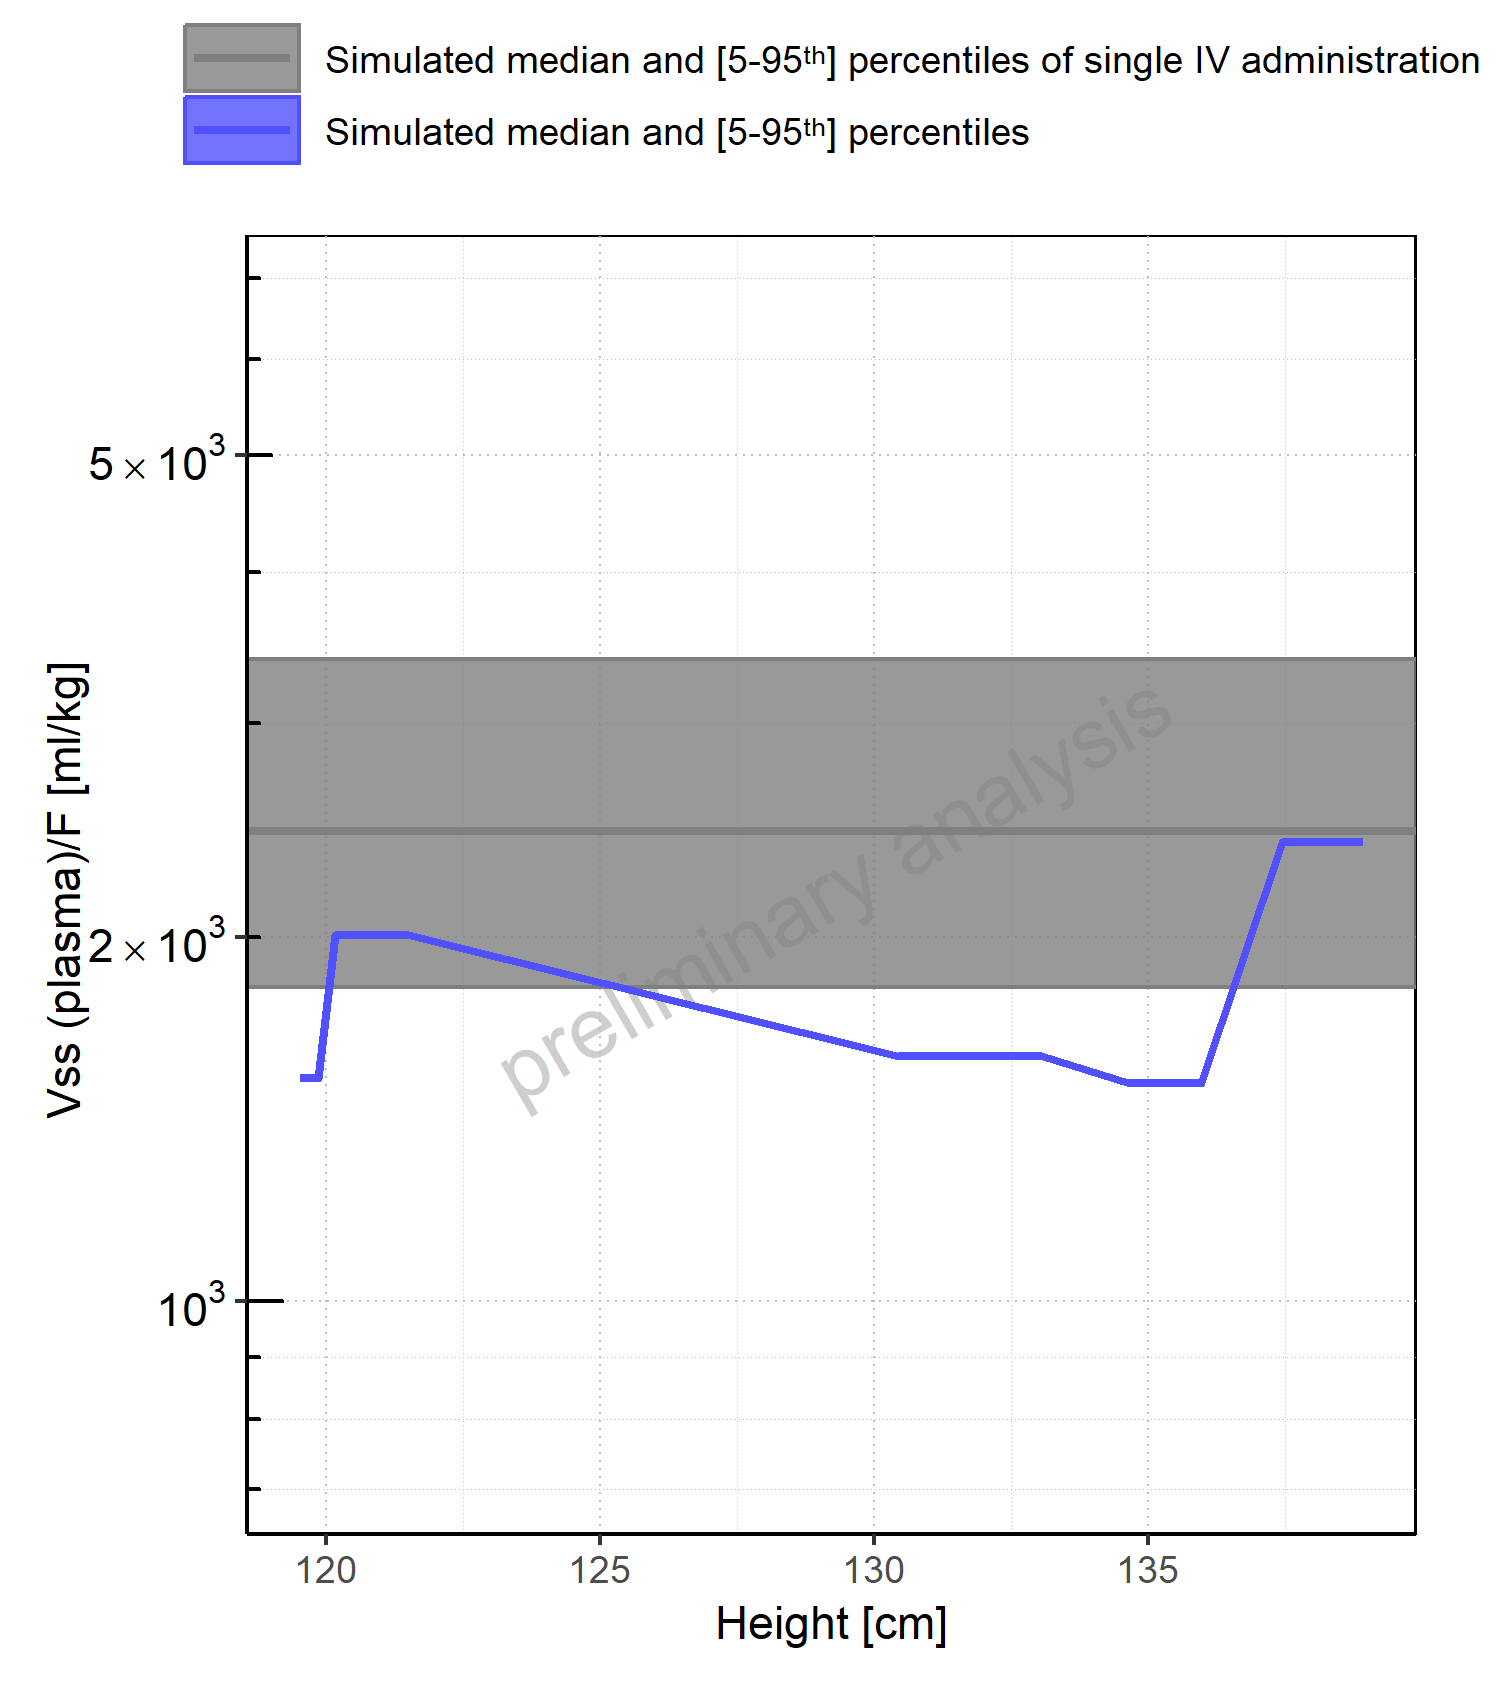 Simulated median and [5-95th] percentiles of single IV administration
Simulated median and [5-95th] percentiles
Vss (plasma)/F [ml/kg]
5 × 10³
2 × 10³
10³
preliminary analysis
120 125 130 135
Height [cm]